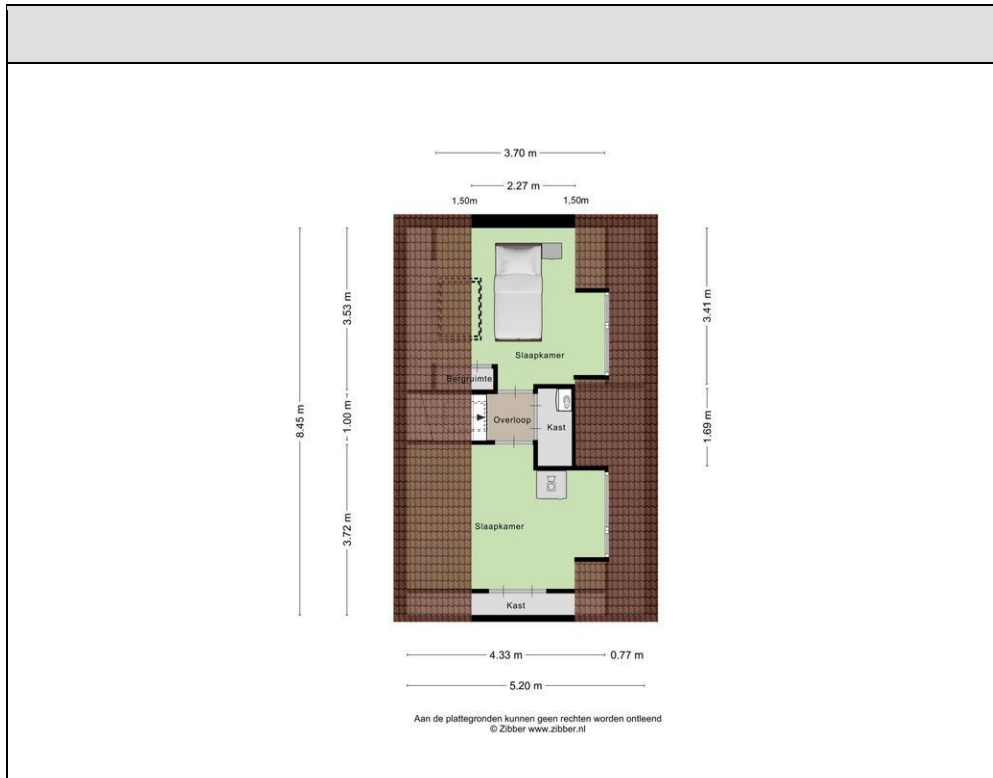 3.70 m
2.27 m
1,50m
1,50m
3.53 m
3.41 m
8.45 m
Slaapkamer
Bergruimte
1.00 m
Overloop
Kast
1.69 m
3.72 m
Slaapkamer
Kast
4.33 m
0.77 m
5.20 m
Aan de plattegronden kunnen geen rechten worden ontleend
© Zibber www.zibber.nl